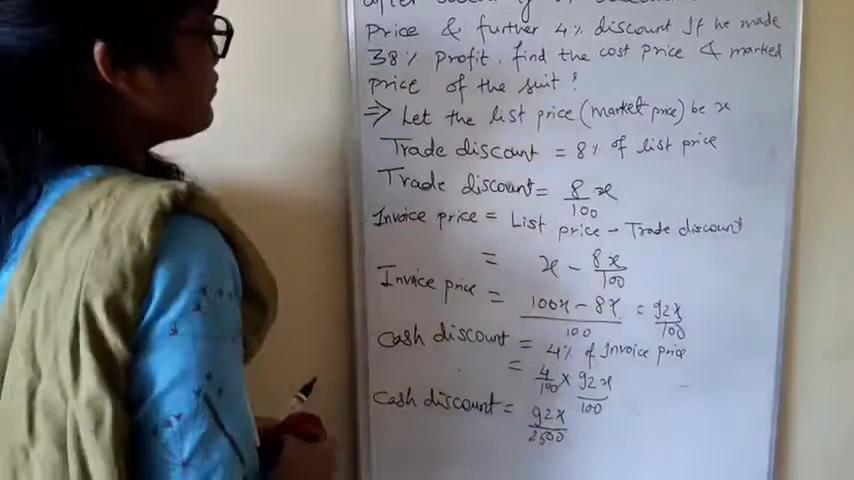 Price & further 4% discount If he made
38% Profit. find the cost price & marked
price of the suit?
⇒ Let the list price (market price) be x
Trade discount = 8% of list price
Trade discount = 8/100 x
Invoice price = List price - Trade discount
= x - 8x/100
Invoice price = 100x - 8x/100 = 92x/100
Cash discount = 4% of Invoice price
= 4/100 x 92x/100
Cash discount = 92x/2500